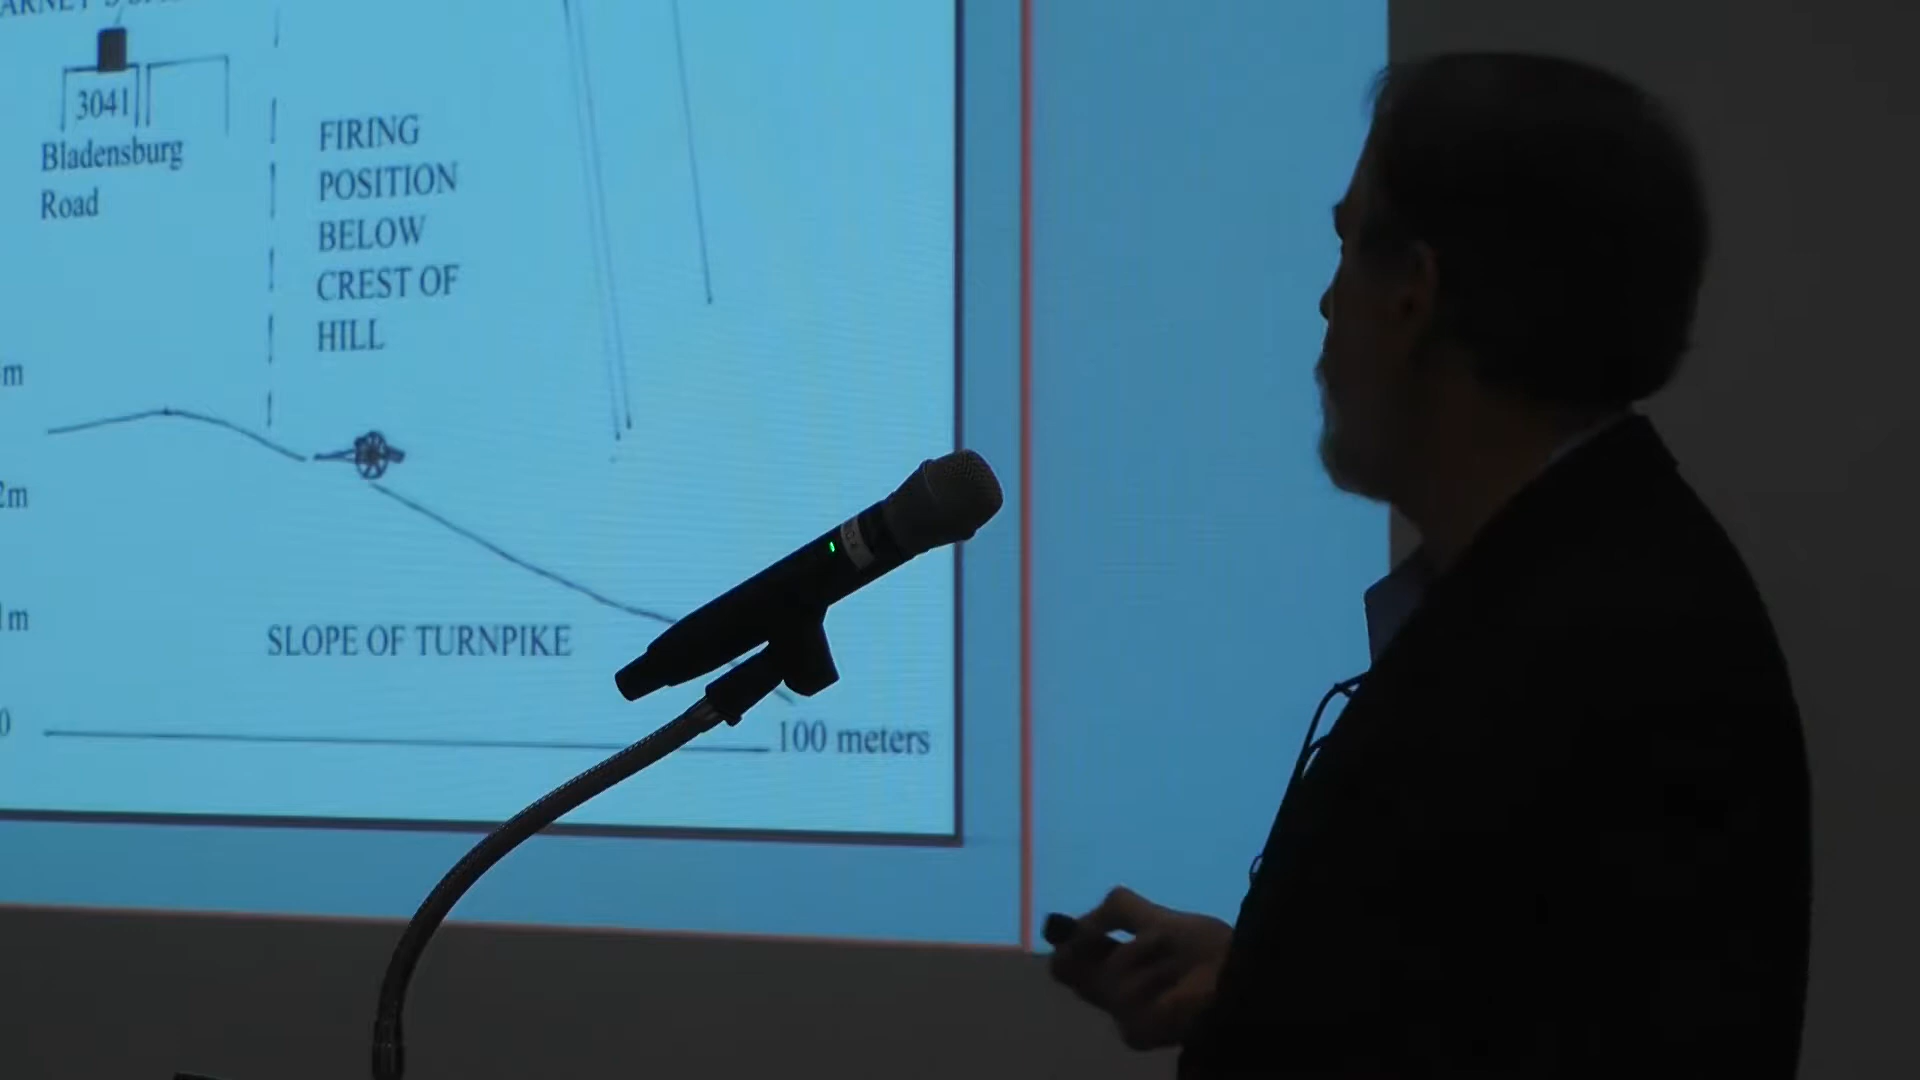 3041
Bladensburg
Road
FIRING
POSITION
BELOW
CREST OF
HILL
m
2m
1m
SLOPE OF TURNPIKE
0
100 meters